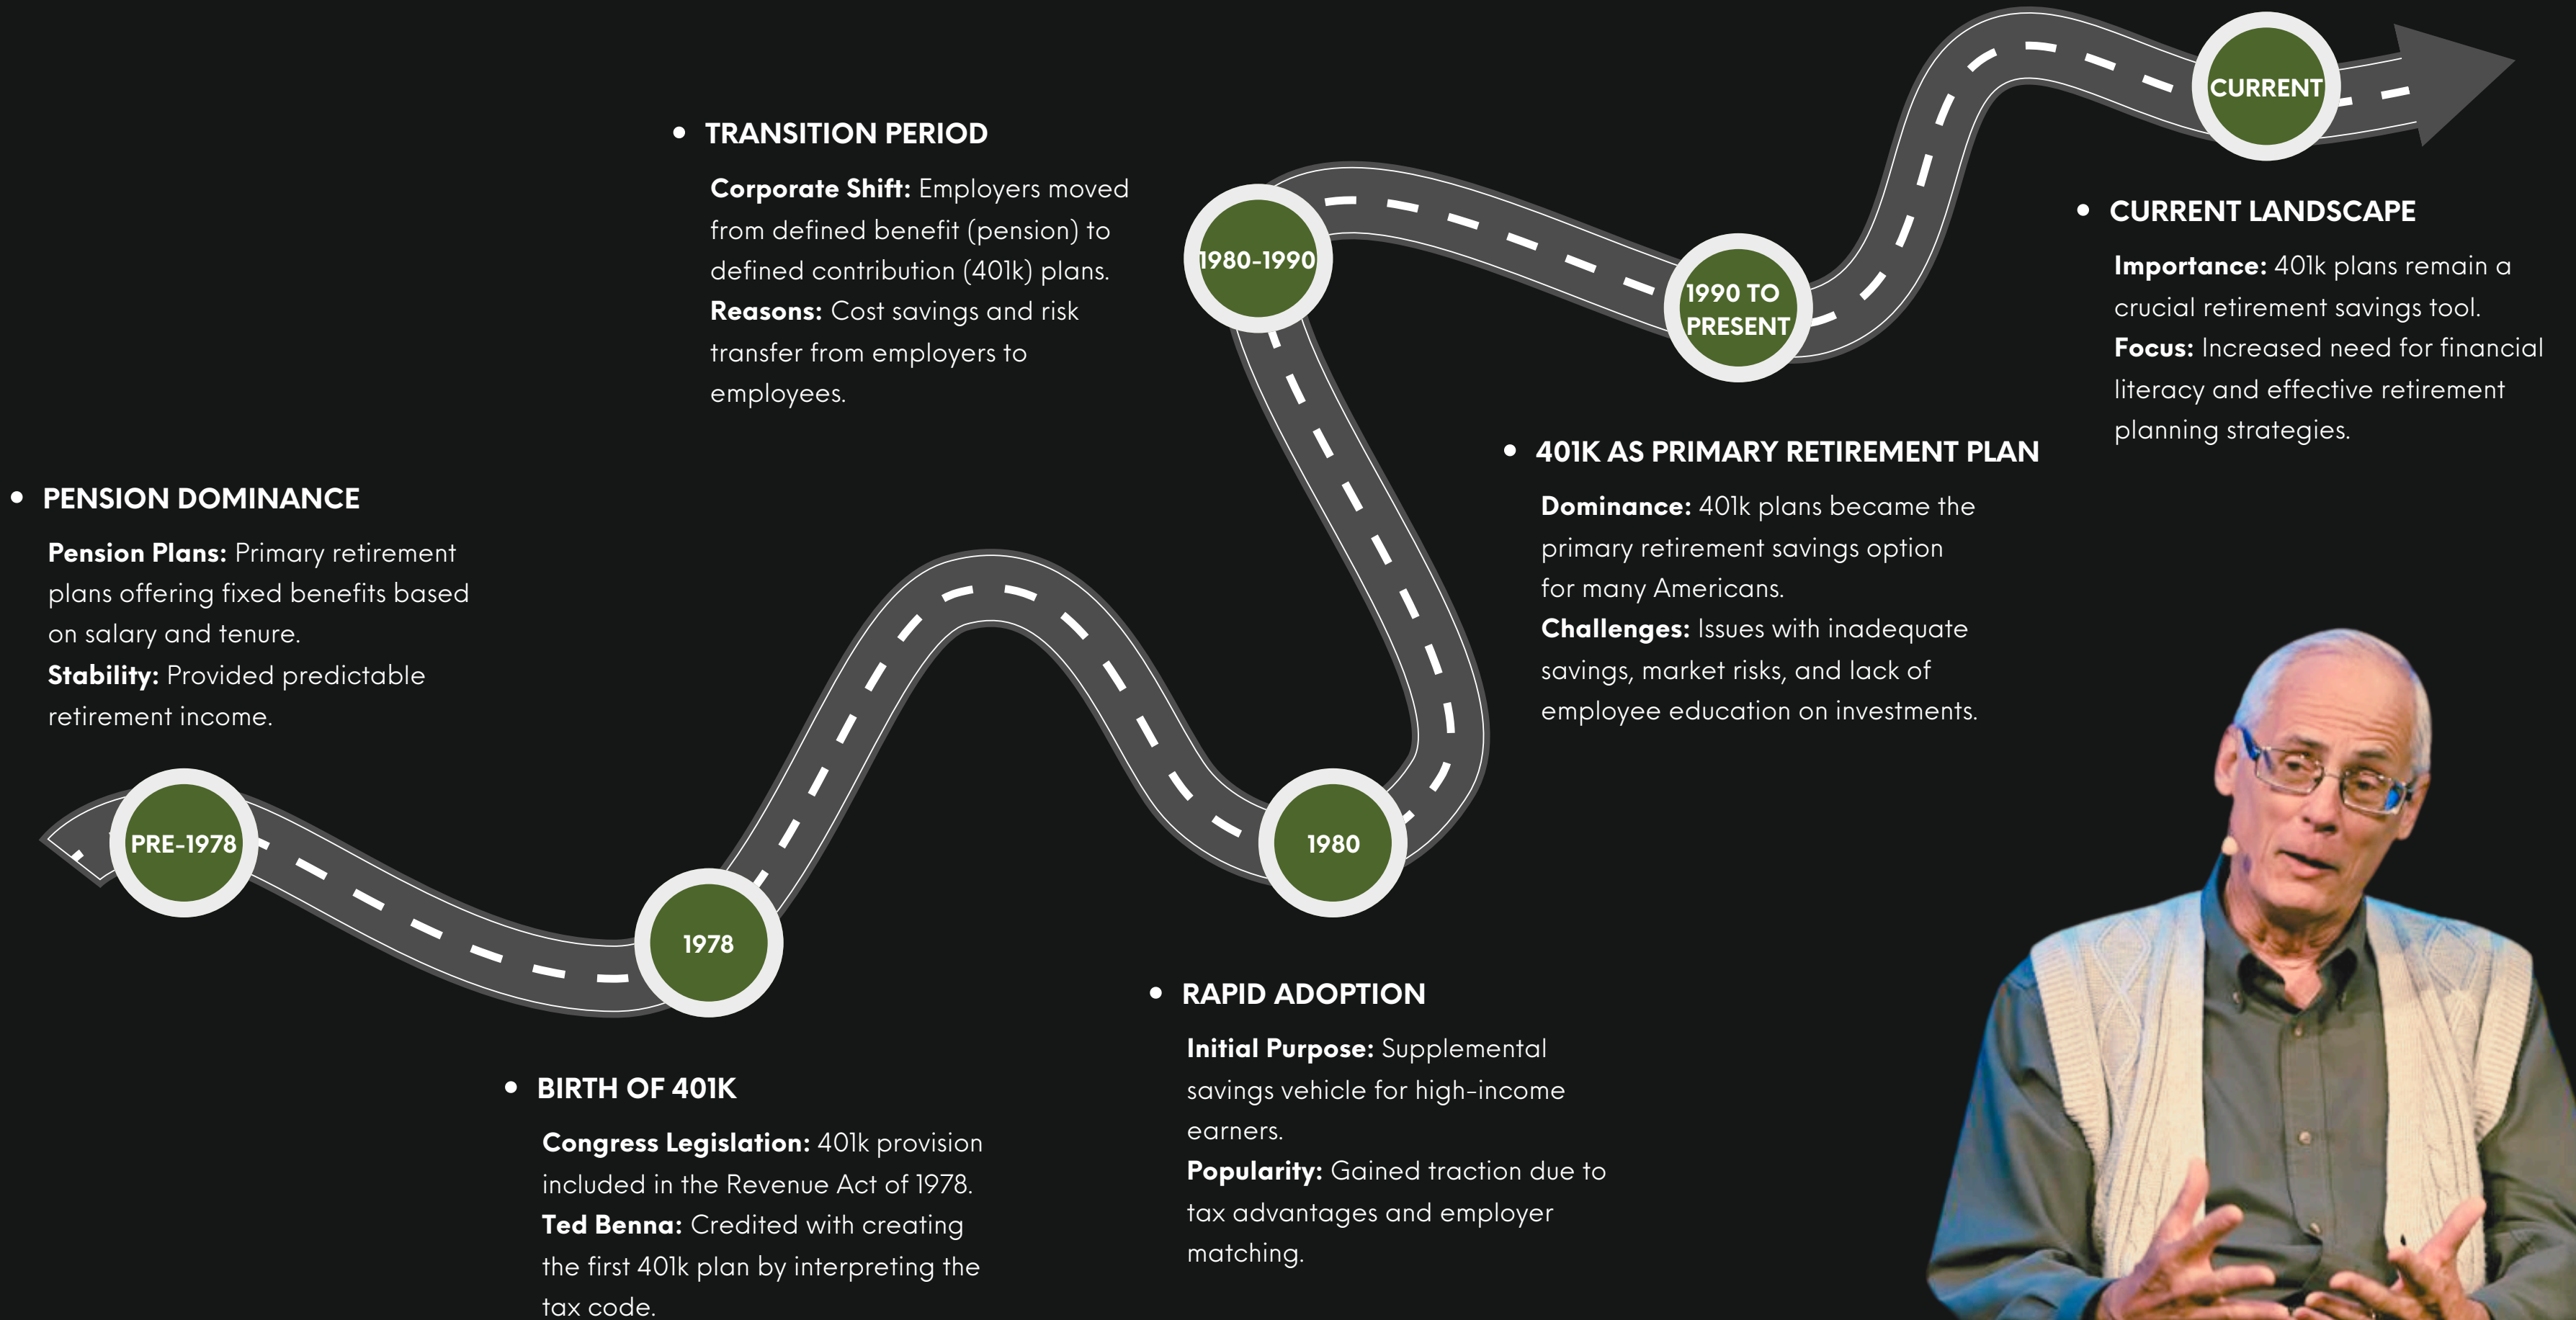 PRE-1978
PENSION DOMINANCE
Pension Plans: Primary retirement
plans offering fixed benefits based
on salary and tenure.
Stability: Provided predictable
retirement income.
1978
BIRTH OF 401K
Congress Legislation: 401k provision
included in the Revenue Act of 1978.
Ted Benna: Credited with creating
the first 401k plan by interpreting the
tax code.
1980
RAPID ADOPTION
Initial Purpose: Supplemental
savings vehicle for high-income
earners.
Popularity: Gained traction due to
tax advantages and employer
matching.
1980-1990
TRANSITION PERIOD
Corporate Shift: Employers moved
from defined benefit (pension) to
defined contribution (401k) plans.
Reasons: Cost savings and risk
transfer from employers to
employees.
1990 TO
PRESENT
401K AS PRIMARY RETIREMENT PLAN
Dominance: 401k plans became the
primary retirement savings option
for many Americans.
Challenges: Issues with inadequate
savings, market risks, and lack of
employee education on investments.
CURRENT
CURRENT LANDSCAPE
Importance: 401k plans remain a
crucial retirement savings tool.
Focus: Increased need for financial
literacy and effective retirement
planning strategies.